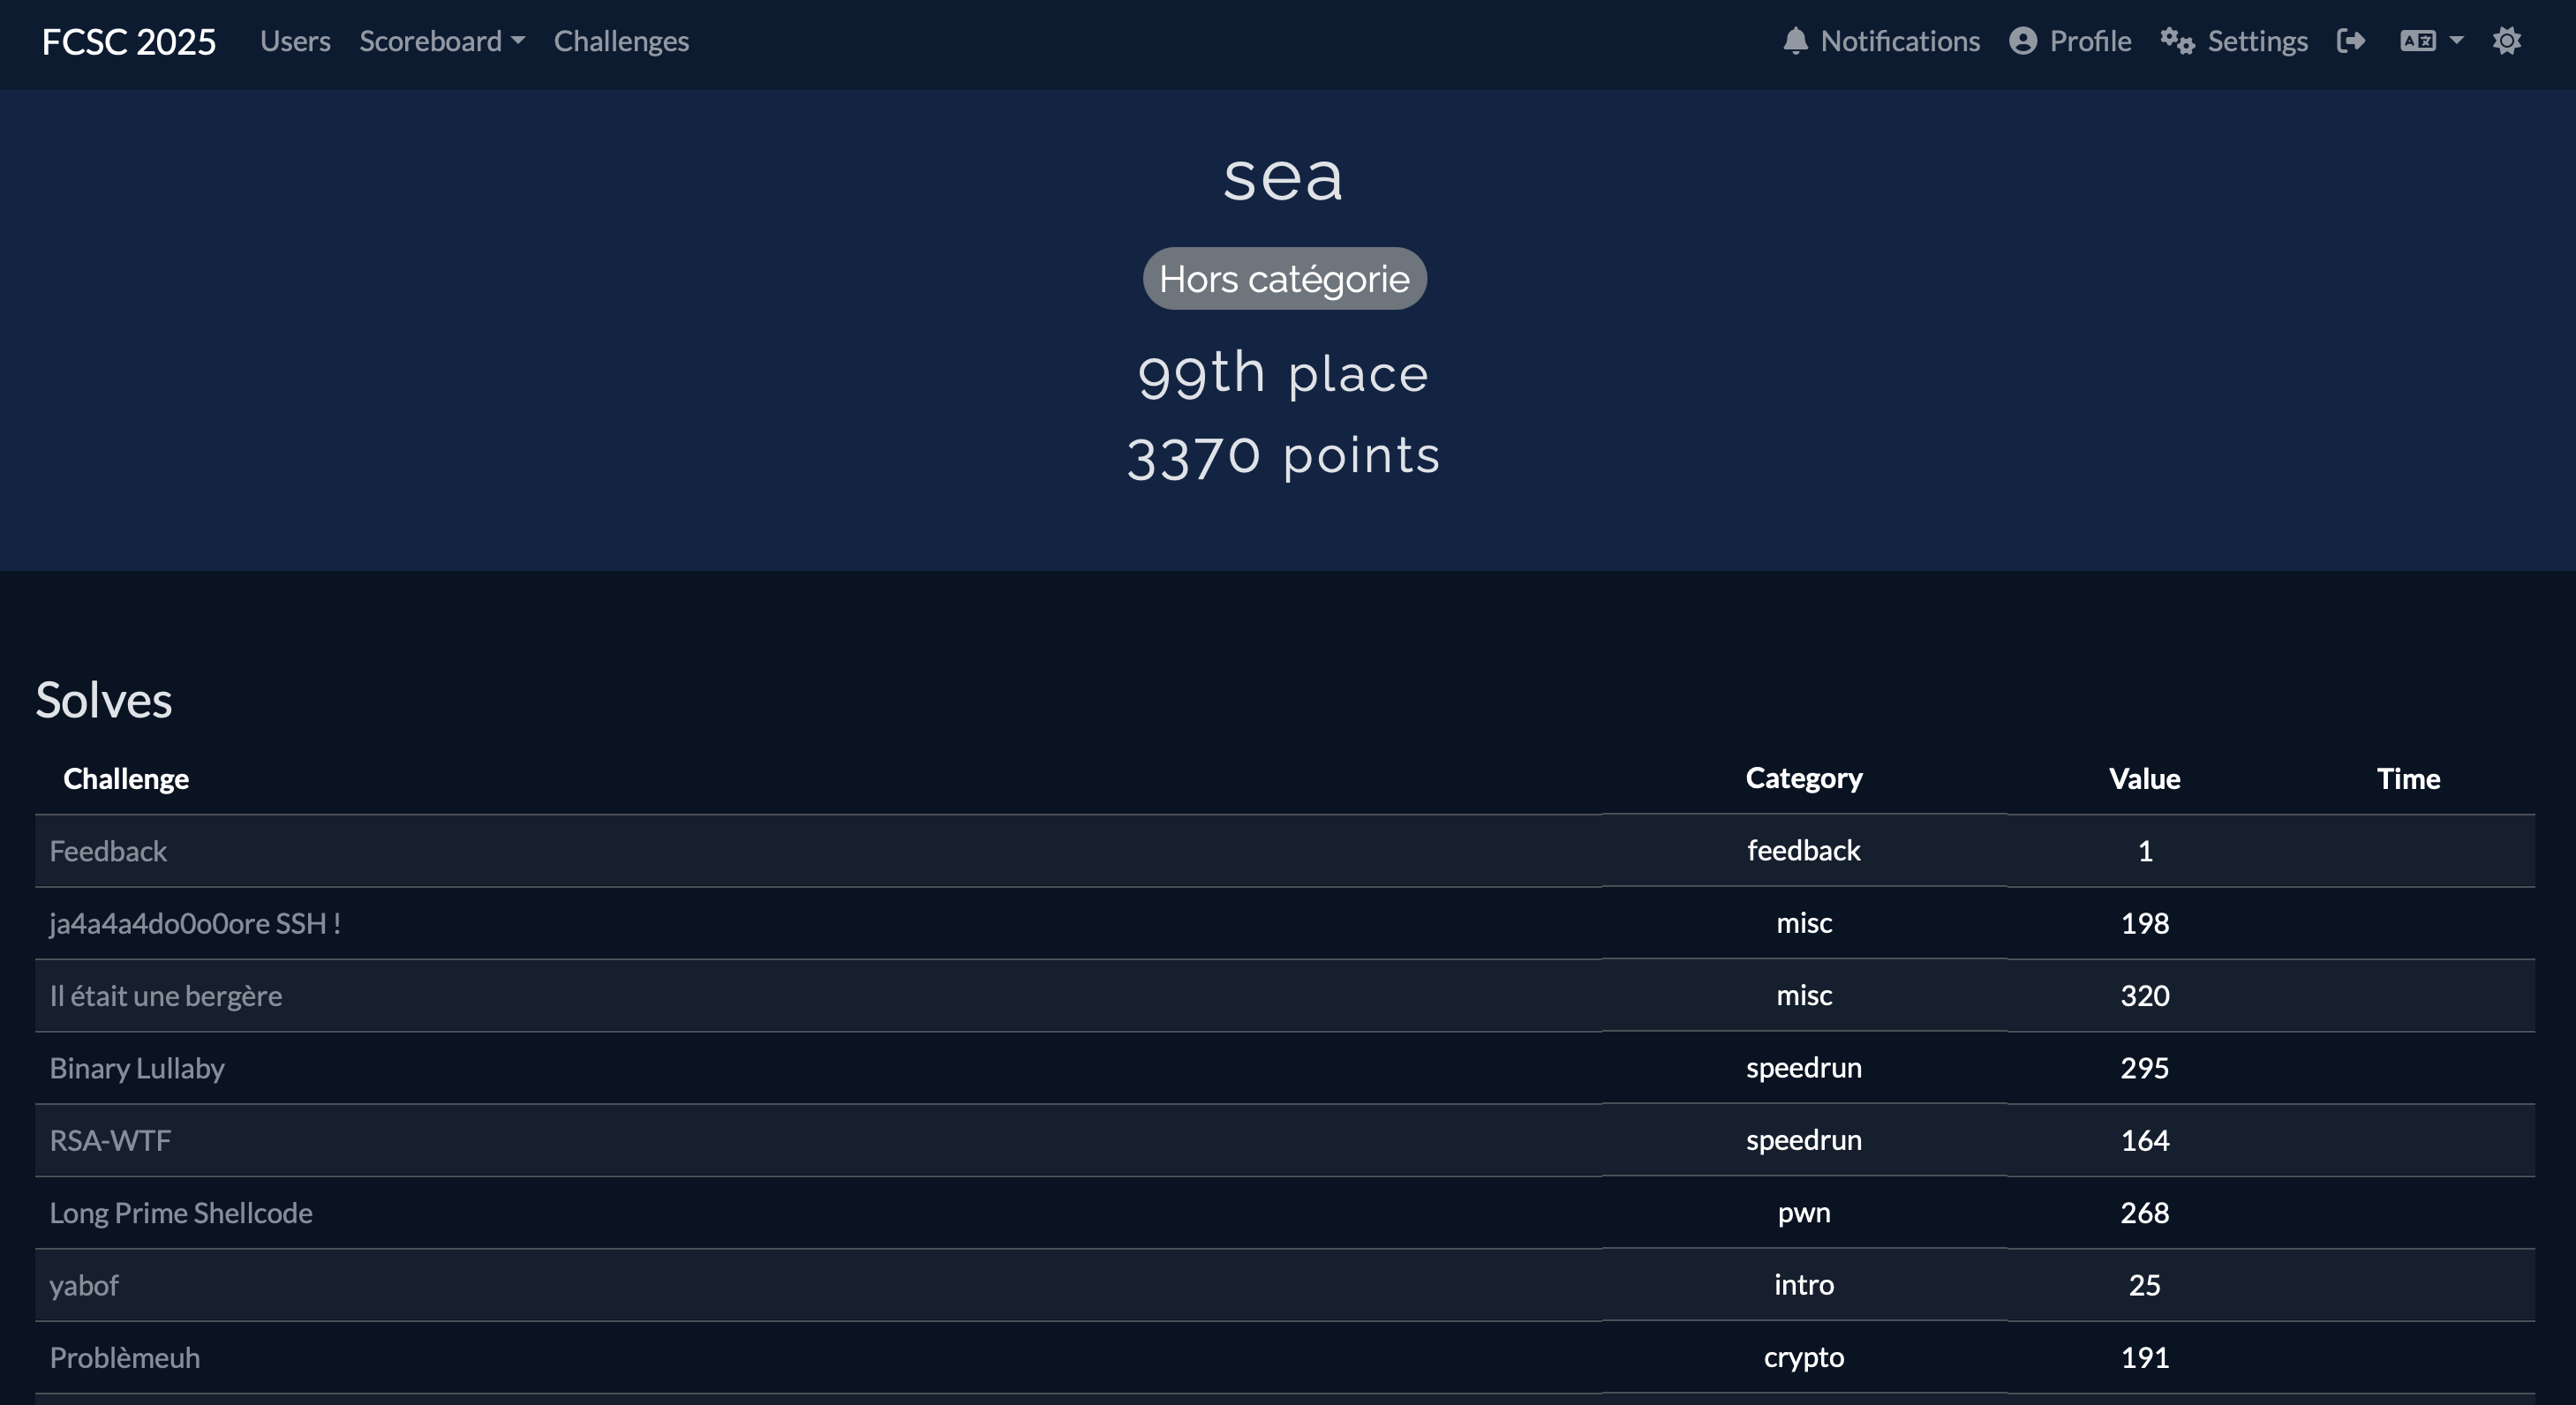 FCSC 2025 Users Scoreboard Challenges Notifications Profile Settings
sea
Hors catégorie
99th place
3370 points
Solves
Challenge Category Value Time
Feedback feedback 1
ja4a4a4do0o0ore SSH ! misc 198
Il était une bergère misc 320
Binary Lullaby speedrun 295
RSA-WTF speedrun 164
Long Prime Shellcode pwn 268
yabof intro 25
Problèmeuh crypto 191